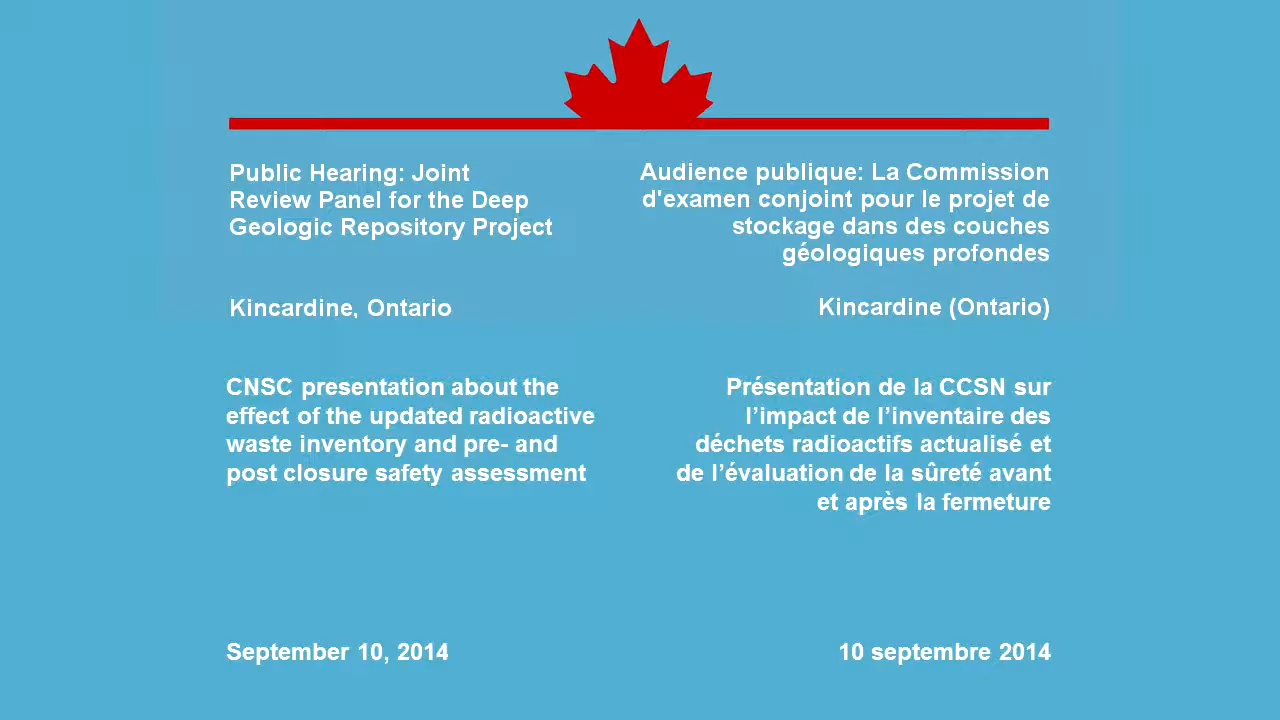 Public Hearing: Joint
Review Panel for the Deep
Geologic Repository Project
Kincardine, Ontario
CNSC presentation about the
effect of the updated radioactive
waste inventory and pre- and
post closure safety assessment
September 10, 2014
Audience publique: La Commission
d'examen conjoint pour le projet de
stockage dans des couches
géologiques profondes
Kincardine (Ontario)
Présentation de la CCSN sur
l’impact de l’inventaire des
déchets radioactifs actualisé et
de l’évaluation de la sûreté avant
et après la fermeture
10 septembre 2014